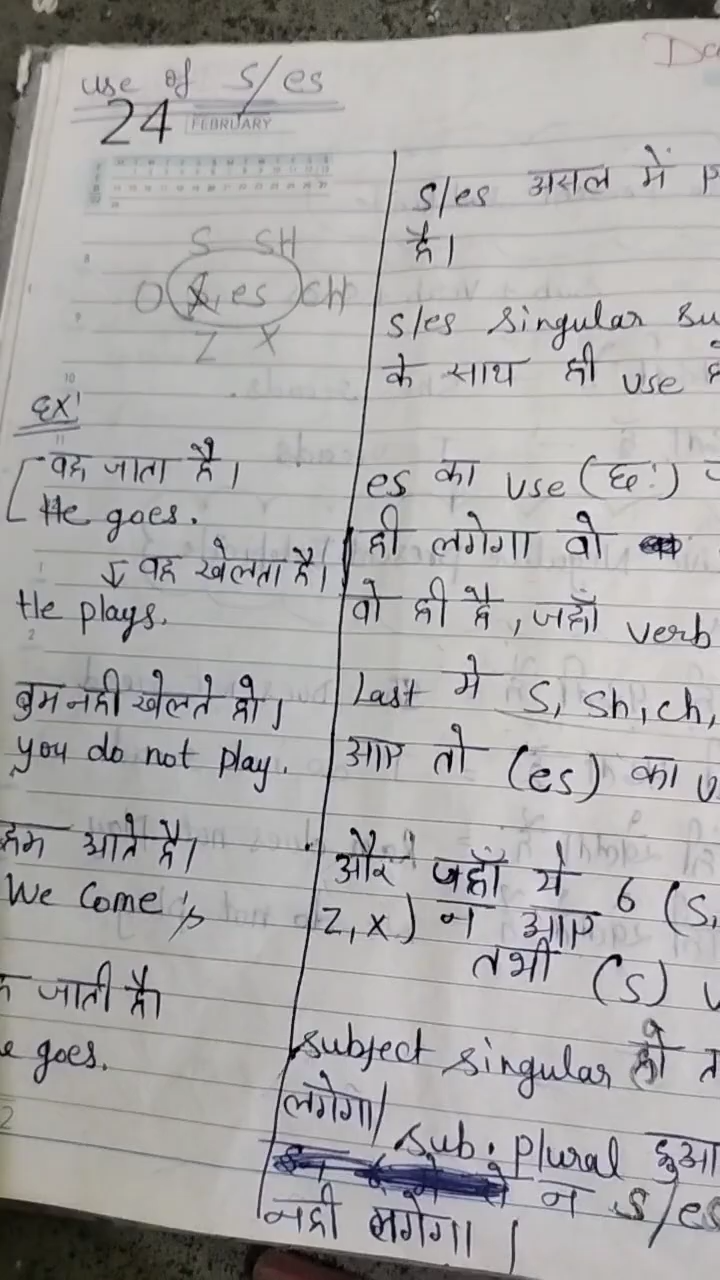 use of S/es
24 FEBRUARY
S SH
O es CH
Z X
Ex!
वह जाता है।
He goes.
↓ वह खेलता है।
He plays.
तुम नही खेलते हो।
you do not play.
हम आते है।
We Come
जाती है।
goes.
S/es असल में
है।
S/es Singular su
के साथ ही use
es का use (छः)
ही लगेगा वो
वो ही है, जहाँ verb
Last मे S, Sh, ch,
आए तो (es) का
और जहाँ ये 6 (S,
Z, X) न आए
तभी (S)
Subject Singular हो त
लगेगा/
Sub. Plural हुआ
न S/es
नही लगेगा।